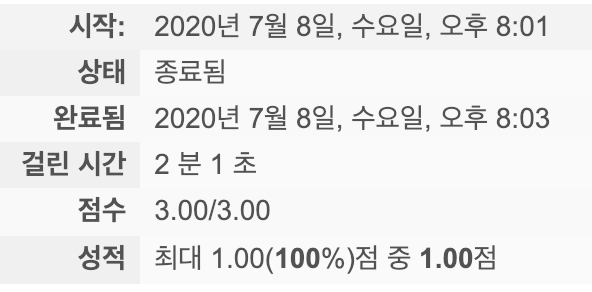 시작: 2020년 7월 8일, 수요일, 오후 8:01
상태 종료됨
완료됨 2020년 7월 8일, 수요일, 오후 8:03
걸린 시간 2 분 1 초
점수 3.00/3.00
성적 최대 1.00(100%)점 중 1.00점